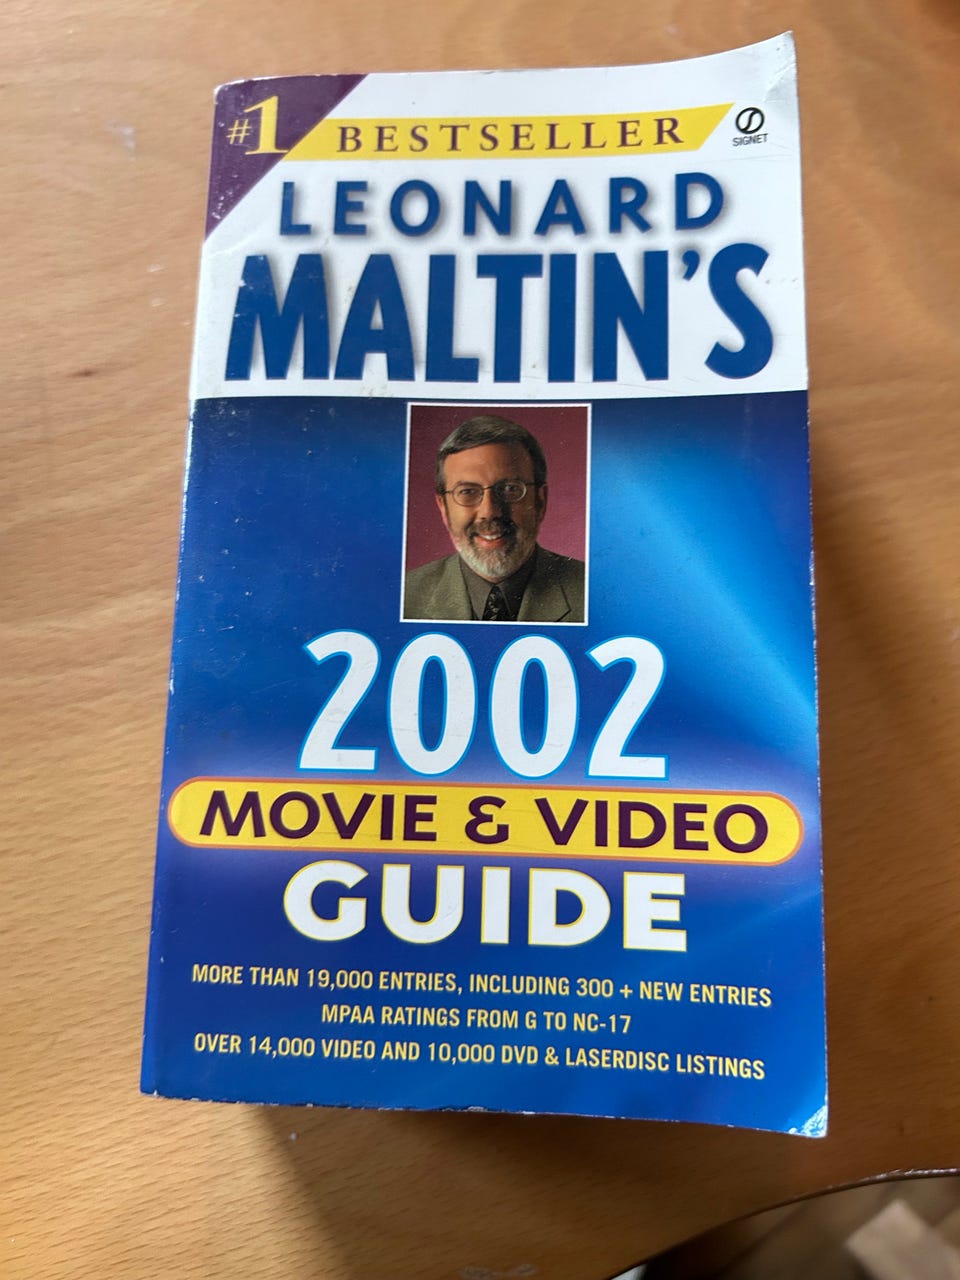 #1 BESTSELLER
SIGNET
LEONARD
MALTIN'S
2002
MOVIE & VIDEO
GUIDE
MORE THAN 19,000 ENTRIES, INCLUDING 300 + NEW ENTRIES
MPAA RATINGS FROM G TO NC-17
OVER 14,000 VIDEO AND 10,000 DVD & LASERDISC LISTINGS